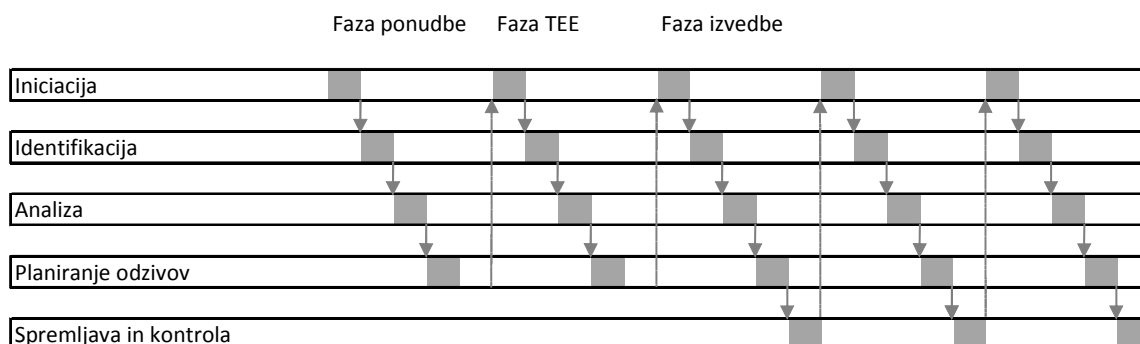 Faza ponudbe Faza TEE Faza izvedbe
Iniciacija
Identifikacija
Analiza
Planiranje odzivov
Spremljava in kontrola